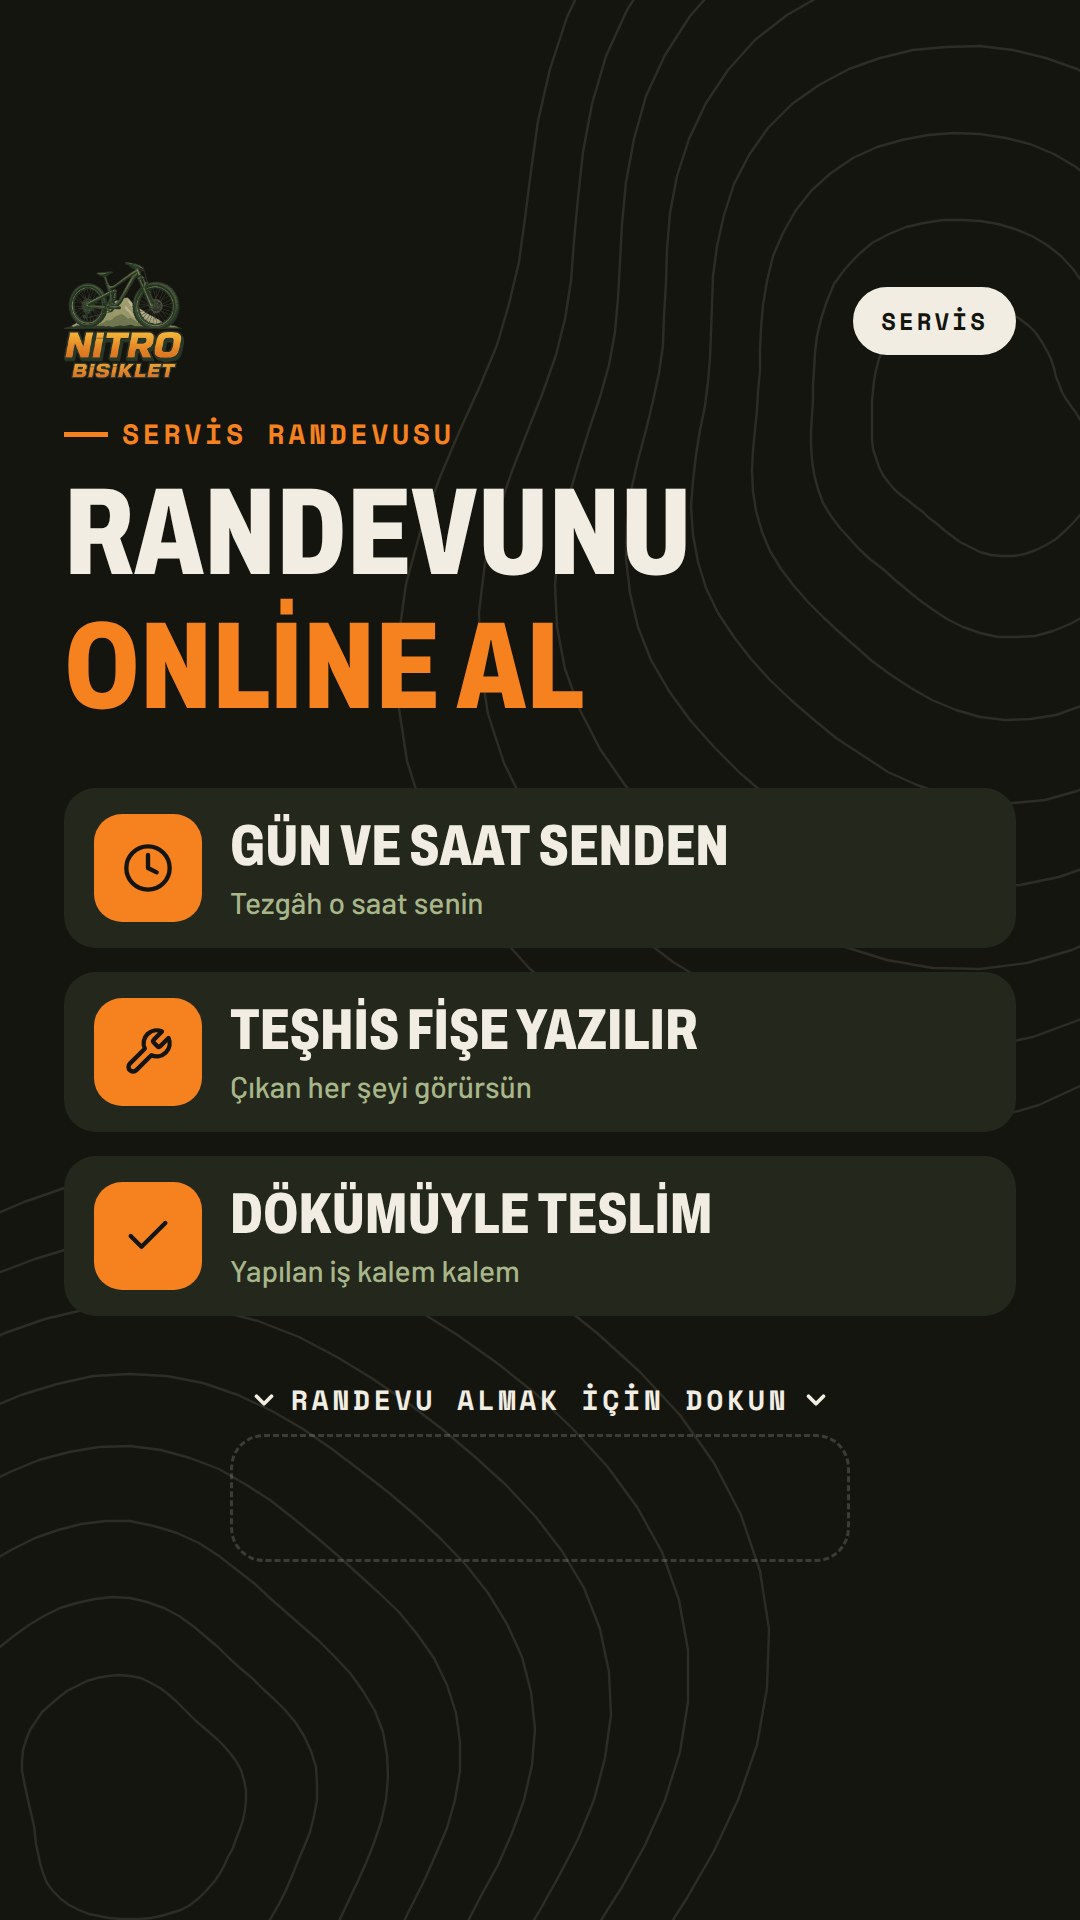 NiTRO
BiSiKLET
SERVİS
SERVİS RANDEVUSU
RANDEVUNU
ONLİNE AL
GÜN VE SAAT SENDEN
Tezgâh o saat senin
TEŞHİS FİŞE YAZILIR
Çıkan her şeyi görürsün
DÖKÜMÜYLE TESLİM
Yapılan iş kalem kalem
RANDEVU ALMAK İÇİN DOKUN